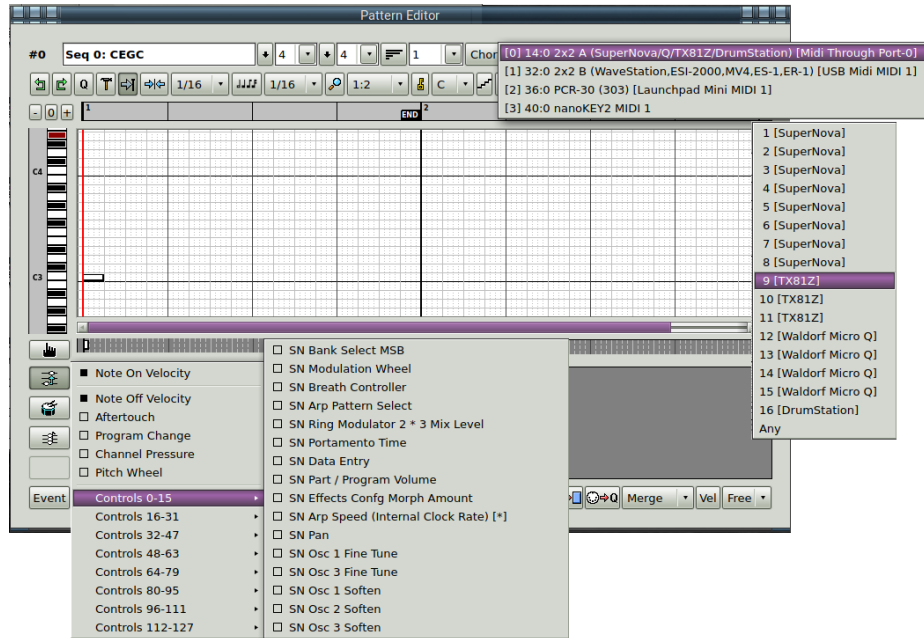 Pattern Editor
#0 Seq 0: CEGC 4 4 1 Chor
[0] 14:0 2x2 A (SuperNova/Q/TX81Z/DrumStation) [Midi Through Port-0]
[1] 32:0 2x2 B (WaveStation,ESI-2000,MV4,ES-1,ER-1) [USB Midi MIDI 1]
[2] 36:0 PCR-30 (303) [Launchpad Mini MIDI 1]
[3] 40:0 nanoKEY2 MIDI 1
Q T 1/16 1/16 1:2 C
- 0 + 1 END 2
C4
C3
1 [SuperNova]
2 [SuperNova]
3 [SuperNova]
4 [SuperNova]
5 [SuperNova]
6 [SuperNova]
7 [SuperNova]
8 [SuperNova]
9 [TX81Z]
10 [TX81Z]
11 [TX81Z]
12 [Waldorf Micro Q]
13 [Waldorf Micro Q]
14 [Waldorf Micro Q]
15 [Waldorf Micro Q]
16 [DrumStation]
Any
Note On Velocity
Note Off Velocity
Aftertouch
Program Change
Channel Pressure
Pitch Wheel
Controls 0-15
Controls 16-31
Controls 32-47
Controls 48-63
Controls 64-79
Controls 80-95
Controls 96-111
Controls 112-127
SN Bank Select MSB
SN Modulation Wheel
SN Breath Controller
SN Arp Pattern Select
SN Ring Modulator 2 * 3 Mix Level
SN Portamento Time
SN Data Entry
SN Part / Program Volume
SN Effects Confg Morph Amount
SN Arp Speed (Internal Clock Rate) [*]
SN Pan
SN Osc 1 Fine Tune
SN Osc 3 Fine Tune
SN Osc 1 Soften
SN Osc 2 Soften
SN Osc 3 Soften
Event
Q Merge Vel Free